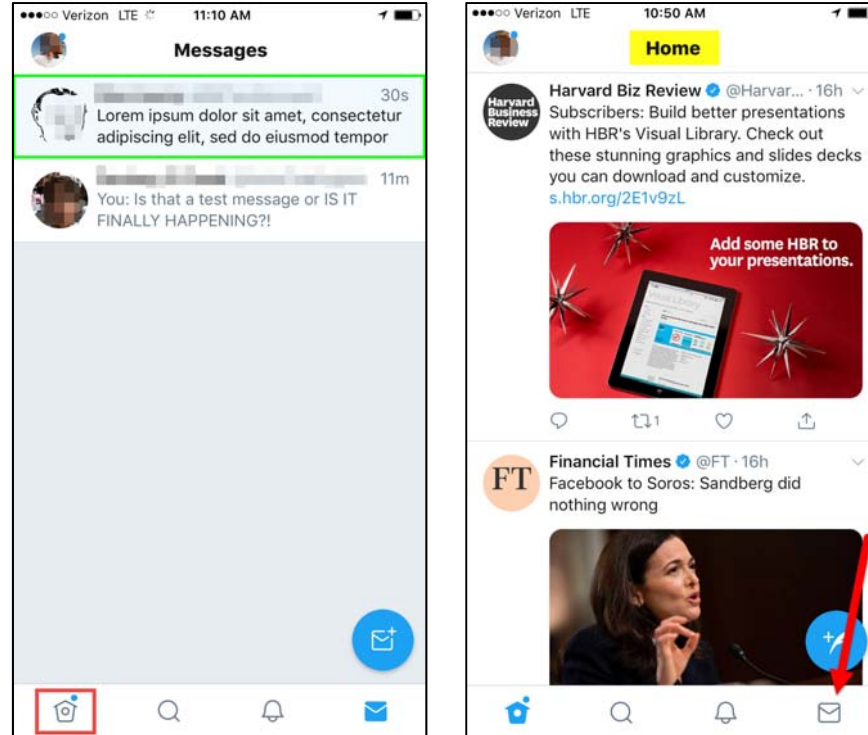 Verizon LTE 11:10 AM
Messages
30s
Lorem ipsum dolor sit amet, consectetur
adipiscing elit, sed do eiusmod tempor
11m
You: Is that a test message or IS IT
FINALLY HAPPENING?!
Verizon LTE 10:50 AM
Home
Harvard Business Review
Harvard Biz Review @Harvar... · 16h
Subscribers: Build better presentations
with HBR's Visual Library. Check out
these stunning graphics and slides decks
you can download and customize.
s.hbr.org/2E1v9zL
Add some HBR to
your presentations.
Visual Library
1
FT
Financial Times @FT · 16h
Facebook to Soros: Sandberg did
nothing wrong